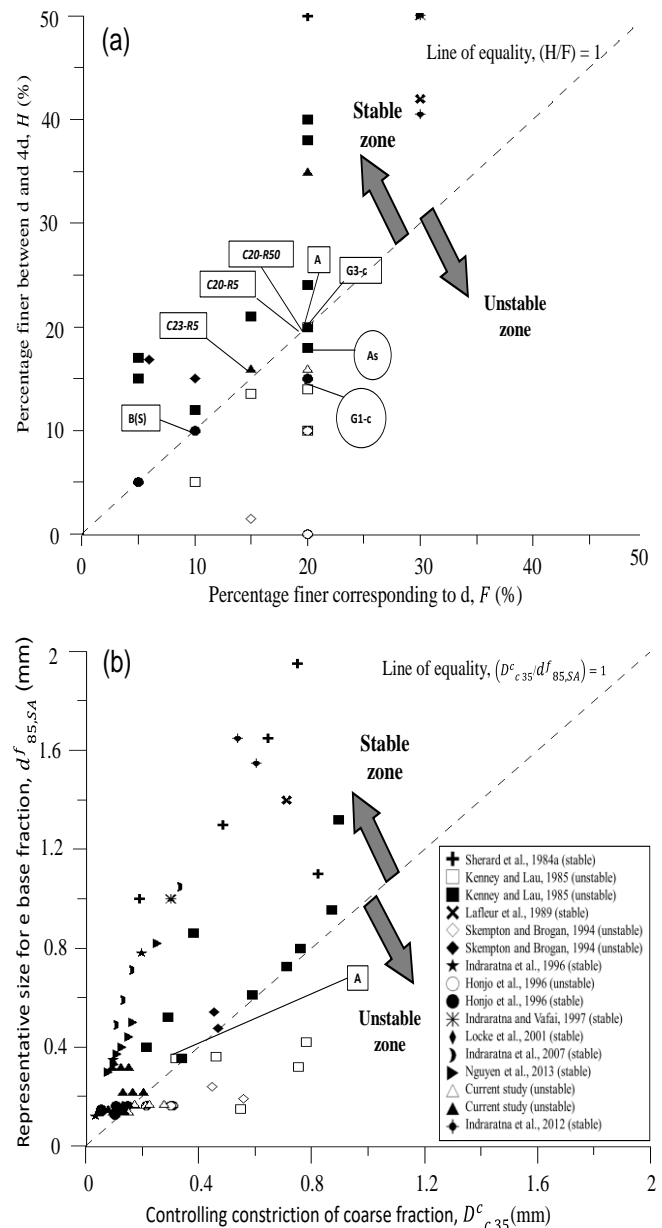 (a)
Line of equality, (H/F) = 1
Stable
zone
Unstable
zone
C20-R50
A
G3-c
C20-R5
C23-R5
As
B(S)
G1-c
50
40
30
20
10
0
0 10 20 30 40 50
Percentage finer between d and 4d, H (%)
Percentage finer corresponding to d, F (%)
(b)
Line of equality, (D^c_c 35/d^f_85,SA) = 1
Stable
zone
Unstable
zone
A
2
1.6
1.2
0.8
0.4
0
0 0.4 0.8 1.2 1.6 2
Representative size for e base fraction, d^f_85,SA (mm)
Controlling constriction of coarse fraction, D^c_c 35(mm)
Sherard et al., 1984a (stable)
Kenney and Lau, 1985 (unstable)
Kenney and Lau, 1985 (unstable)
Lafleur et al., 1989 (stable)
Skempton and Brogan, 1994 (unstable)
Skempton and Brogan, 1994 (unstable)
Indraratna et al., 1996 (stable)
Honjo et al., 1996 (unstable)
Honjo et al., 1996 (stable)
Indraratna and Vafai, 1997 (stable)
Locke et al., 2001 (stable)
Indraratna et al., 2007 (stable)
Nguyen et al., 2013 (stable)
Current study (unstable)
Current study (unstable)
Indraratna et al., 2012 (stable)